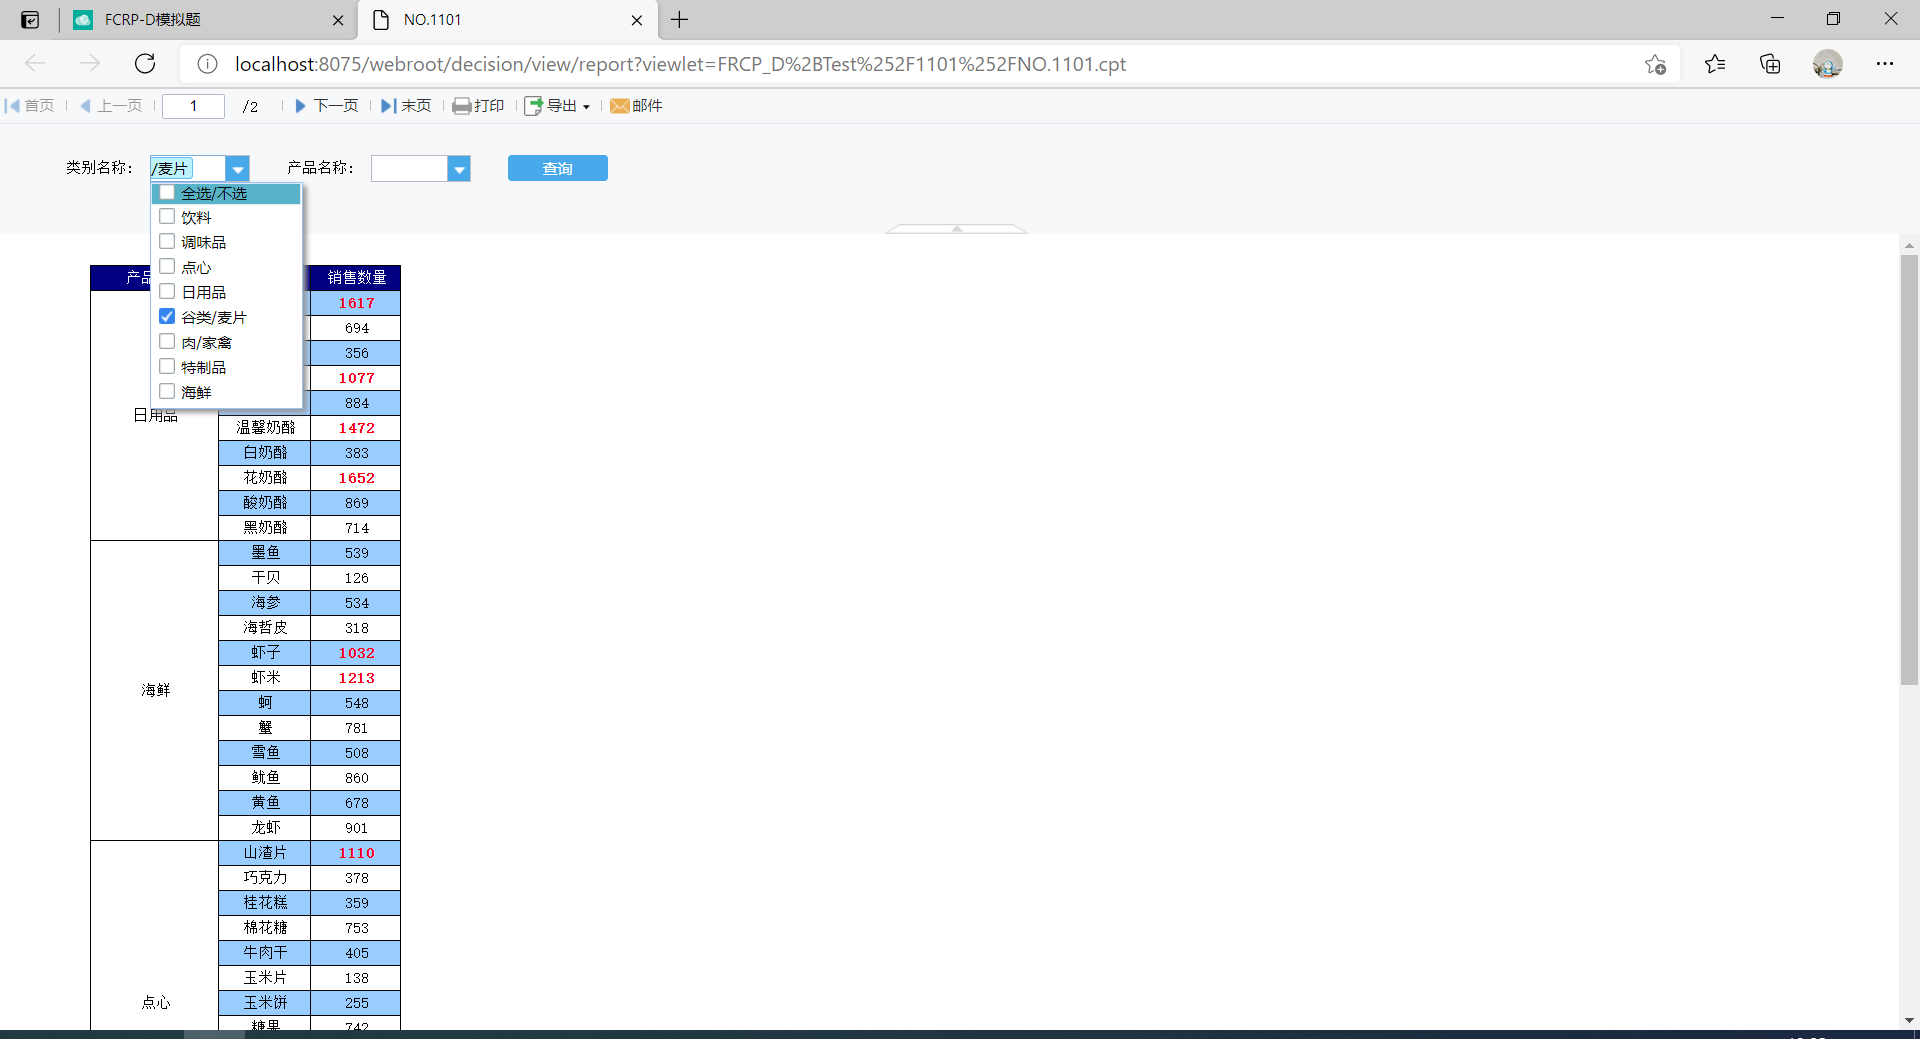 FCRP-D模拟题
NO.1101
localhost:8075/webroot/decision/view/report?viewlet=FRCP_D%2BTest%252F1101%252FNO.1101.cpt
首页 上一页 1 /2 下一页 末页 打印 导出 邮件
类别名称： /麦片 产品名称： 查询
全选/不选
饮料
调味品
点心
日用品
谷类/麦片
肉/家禽
特制品
海鲜
产品 销售数量
1617
694
356
1077
884
日用品
温馨奶酪 1472
白奶酪 383
花奶酪 1652
酸奶酪 869
黑奶酪 714
墨鱼 539
干贝 126
海参 534
海哲皮 318
虾子 1032
虾米 1213
海鲜
蚵 548
蟹 781
雪鱼 508
鱿鱼 860
黄鱼 678
龙虾 901
山渣片 1110
巧克力 378
桂花糕 359
棉花糖 753
牛肉干 405
玉米片 138
点心
玉米饼 255
糖果 742